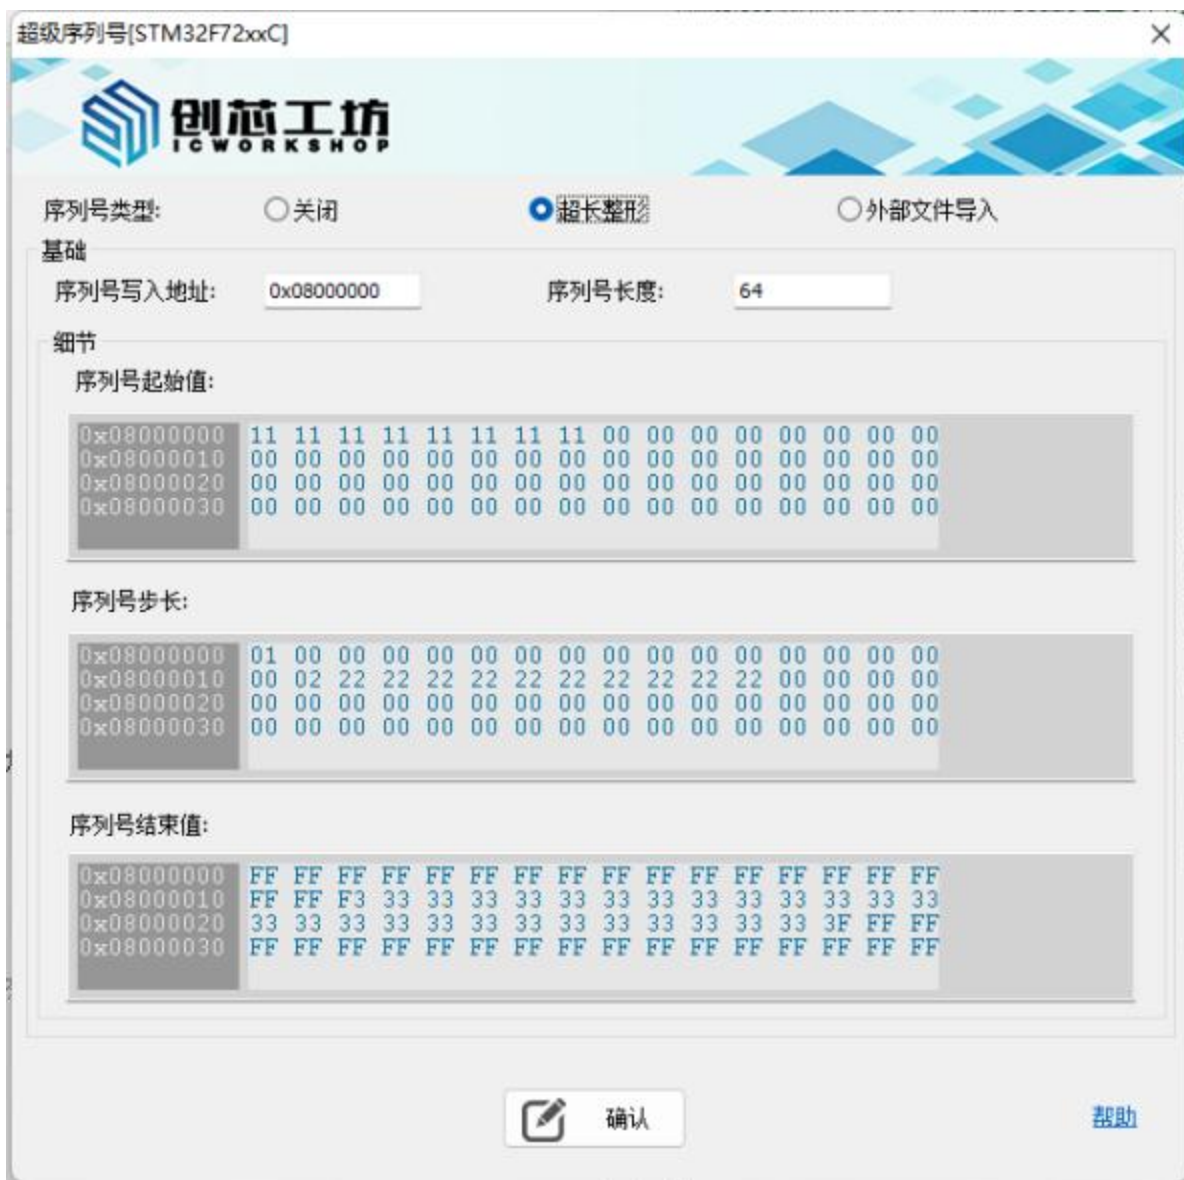 超级序列号[STM32F72xxC]
创芯工坊
ICWORKSHOP
序列号类型: 关闭 超长整形 外部文件导入
基础
序列号写入地址: 0x08000000 序列号长度: 64
细节
序列号起始值:
0x08000000 11 11 11 11 11 11 11 11 00 00 00 00 00 00 00 00
0x08000010 00 00 00 00 00 00 00 00 00 00 00 00 00 00 00 00
0x08000020 00 00 00 00 00 00 00 00 00 00 00 00 00 00 00 00
0x08000030 00 00 00 00 00 00 00 00 00 00 00 00 00 00 00 00
序列号步长:
0x08000000 01 00 00 00 00 00 00 00 00 00 00 00 00 00 00 00
0x08000010 00 02 22 22 22 22 22 22 22 22 22 22 00 00 00 00
0x08000020 00 00 00 00 00 00 00 00 00 00 00 00 00 00 00 00
0x08000030 00 00 00 00 00 00 00 00 00 00 00 00 00 00 00 00
序列号结束值:
0x08000000 FF FF FF FF FF FF FF FF FF FF FF FF FF FF FF FF
0x08000010 FF FF F3 33 33 33 33 33 33 33 33 33 33 33 33 33
0x08000020 33 33 33 33 33 33 33 33 33 33 33 33 33 3F FF FF
0x08000030 FF FF FF FF FF FF FF FF FF FF FF FF FF FF FF FF
确认 帮助